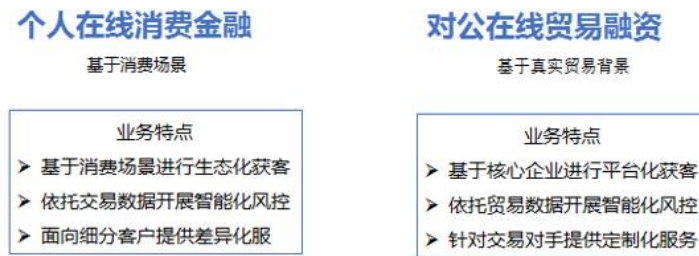 个人在线消费金融
基于消费场景
业务特点
➢ 基于消费场景进行生态化获客
➢ 依托交易数据开展智能化风控
➢ 面向细分客户提供差异化服
对公在线贸易融资
基于真实贸易背景
业务特点
➢ 基于核心企业进行平台化获客
➢ 依托贸易数据开展智能化风控
➢ 针对交易对手提供定制化服务